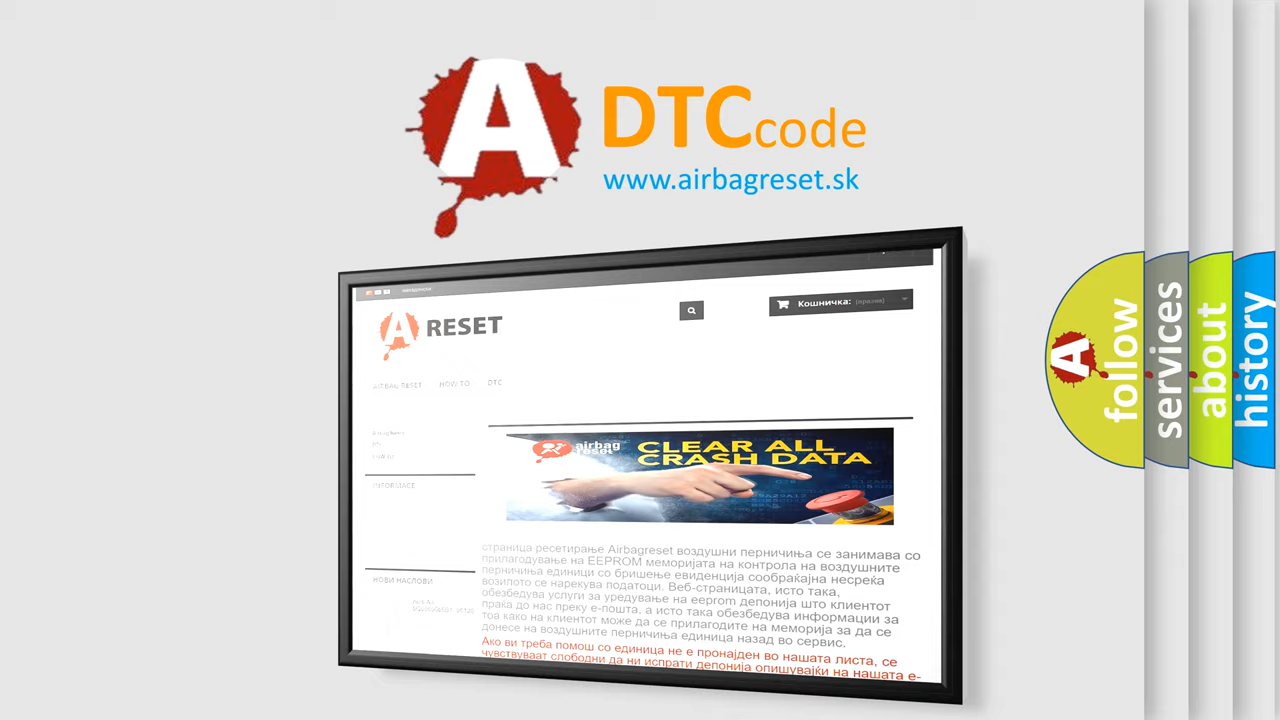 A
DTCcode
www.airbagreset.sk
A RESET
Кошничка: (празна)
AIRBAG RESET HOW TO DTC
airbag
reset
CLEAR ALL
CRASH DATA
INFORMACE
страница ресетирање Airbagreset воздушни перничиња се занимава со
прилагодување на EEPROM меморијата на контрола на воздушните
перничиња единици со бришење евиденција сообраќајна несреќа
возилото се нарекува податоци. Веб-страницата, исто така,
обезбедува услуги за уредување на eeprom депонија што клиентот
праќа до нас преку е-пошта, а исто така обезбедува информации за
тоа како на клиентот може да се прилагодите на меморија за да се
донесе на воздушните перничиња единица назад во сервис.
НОВИ НАСЛОВИ
Ако ви треба помош со единица не е пронајден во нашата листа, се
чувствуваат слободни да ни испрати депонија опишувајќи на нашата е-
A
follow
services
about
history